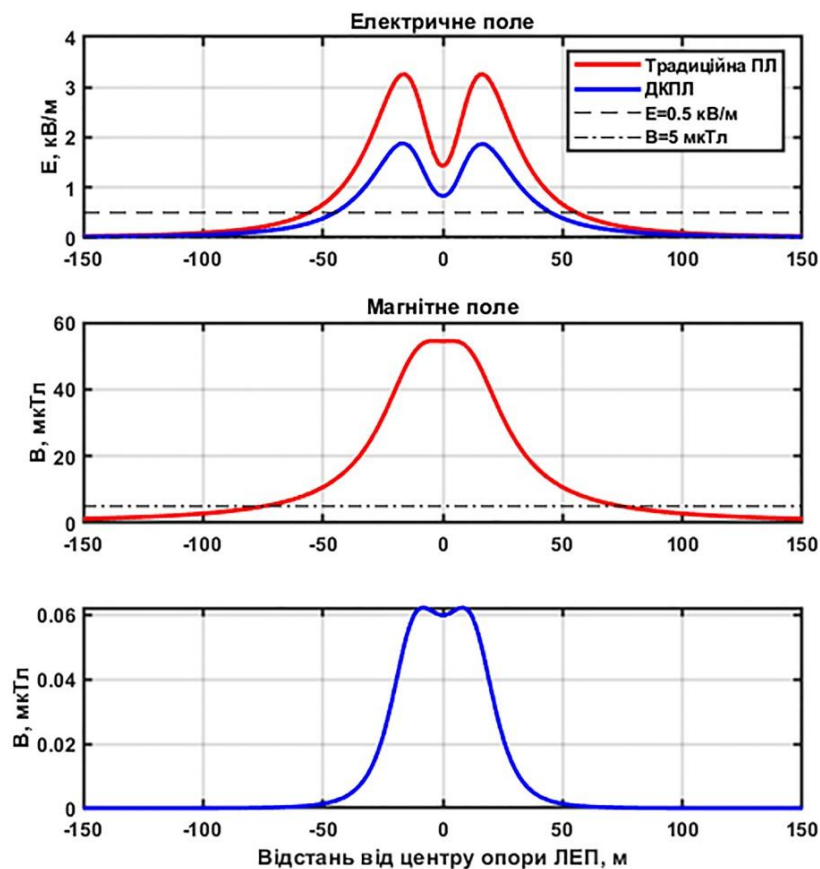 Електричне поле
4
3
2
1
0
Е, кВ/м
Традиційна ПЛ
ДКПЛ
Е=0.5 кВ/м
В=5 мкТл
-150 -100 -50 0 50 100 150
Магнітне поле
60
40
20
0
В, мкТл
-150 -100 -50 0 50 100 150
0.06
0.04
0.02
0
В, мкТл
-150 -100 -50 0 50 100 150
Відстань від центру опори ЛЕП, м